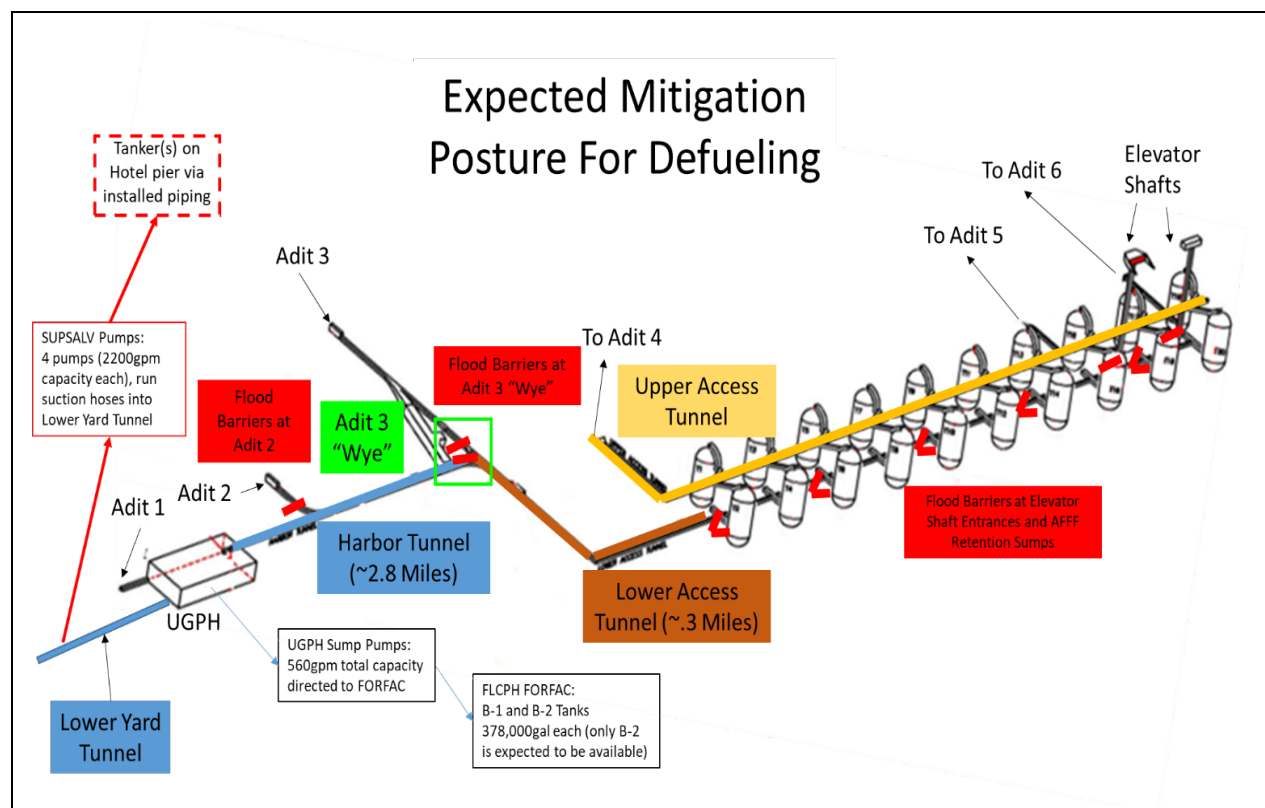 Expected Mitigation
Posture For Defueling
Tanker(s) on
Hotel pier via
installed piping
To Adit 6
Elevator
Shafts
To Adit 5
Adit 3
SUPSALV Pumps:
4 pumps (2200gpm
capacity each), run
suction hoses into
Lower Yard Tunnel
Flood Barriers at
Adit 3 “Wye”
To Adit 4
Upper Access
Tunnel
Flood
Barriers at
Adit 2
Adit 3
“Wye”
Adit 2
Adit 1
HARBOR TUNNEL
Harbor Tunnel
(~2.8 Miles)
Flood Barriers at Elevator
Shaft Entrances and AFFF
Retention Sumps
LOWER ACCESS TUNNEL
Lower Access
Tunnel (~.3 Miles)
UGPH
UGPH Sump Pumps:
560gpm total capacity
directed to FORFAC
FLCPH FORFAC:
B-1 and B-2 Tanks
378,000gal each (only B-2
is expected to be available)
Lower Yard
Tunnel